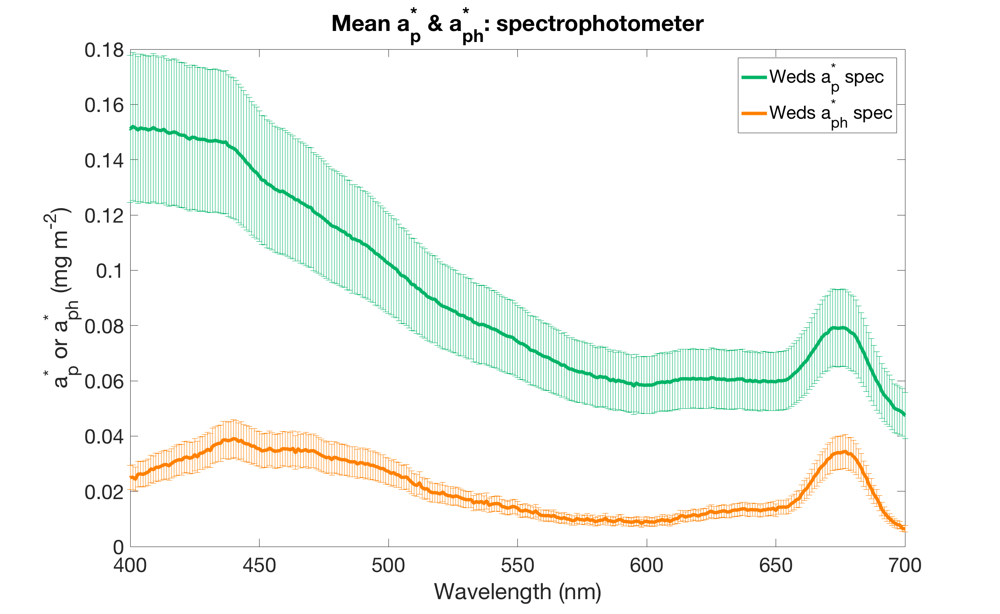 Mean a*p & a*ph: spectrophotometer
0.18
0.16
0.14
0.12
0.1
0.08
0.06
0.04
0.02
0
a*p or a*ph (mg m-2)
Weds a*p spec
Weds a*ph spec
400 450 500 550 600 650 700
Wavelength (nm)